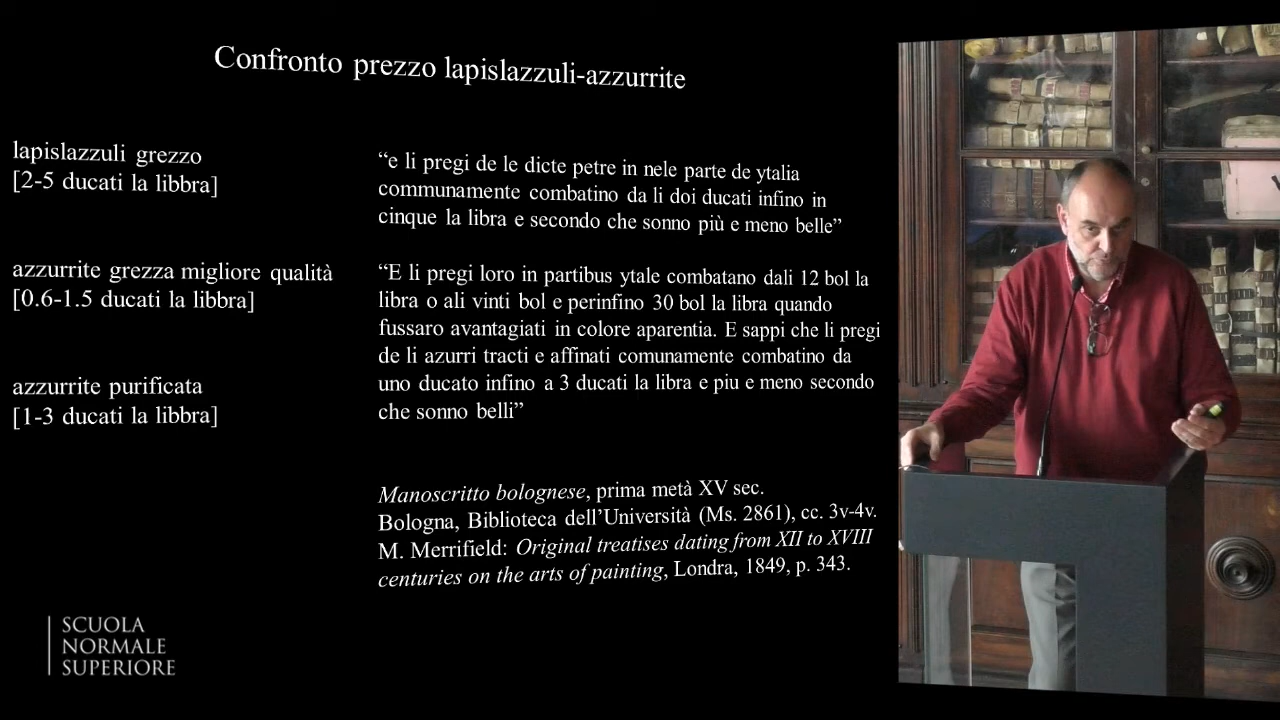 Confronto prezzo lapislazzuli-azzurrite
lapislazzuli grezzo
[2-5 ducati la libbra]
“e li pregi de le dicte petre in nele parte de ytalia
communamente combatino da li doi ducati infino in
cinque la libra e secondo che sonno più e meno belle”
azzurrite grezza migliore qualità
[0.6-1.5 ducati la libbra]
“E li pregi loro in partibus ytale combatano dali 12 bol la
libra o ali vinti bol e perinfino 30 bol la libra quando
fussaro avantagiati in colore aparentia. E sappi che li pregi
de li azurri tracti e affinati comunamente combatino da
uno ducato infino a 3 ducati la libra e piu e meno secondo
che sonno belli”
azzurrite purificata
[1-3 ducati la libbra]
Manoscritto bolognese, prima metà XV sec.
Bologna, Biblioteca dell’Università (Ms. 2861), cc. 3v-4v.
M. Merrifield: Original treatises dating from XII to XVIII
centuries on the arts of painting, Londra, 1849, p. 343.
SCUOLA
NORMALE
SUPERIORE